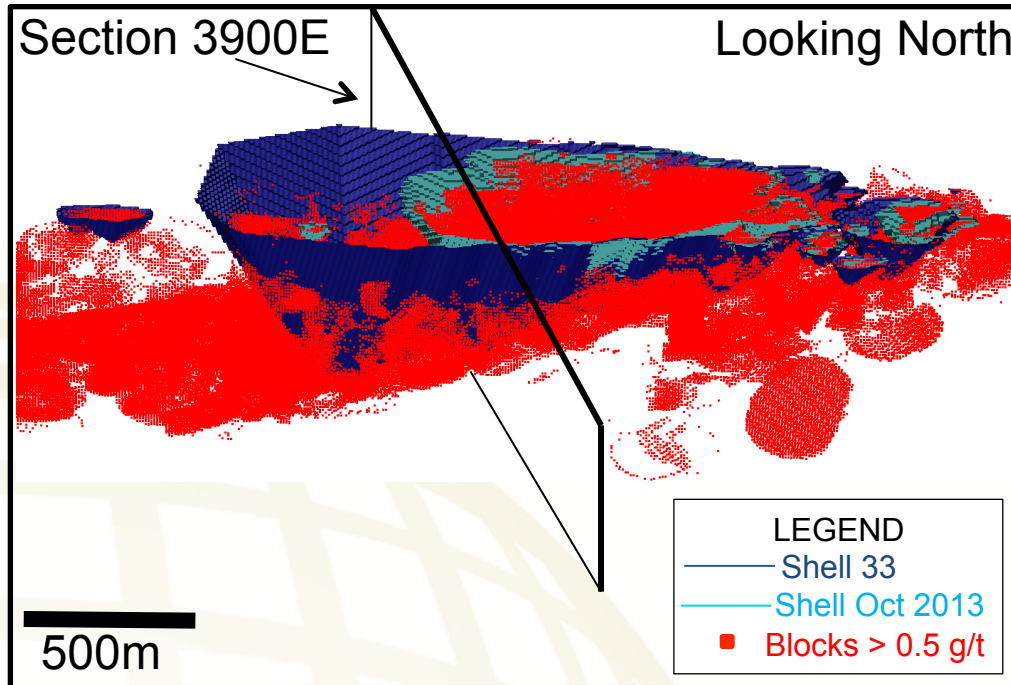 Section 3900E
Looking North
500m
LEGEND
Shell 33
Shell Oct 2013
Blocks > 0.5 g/t